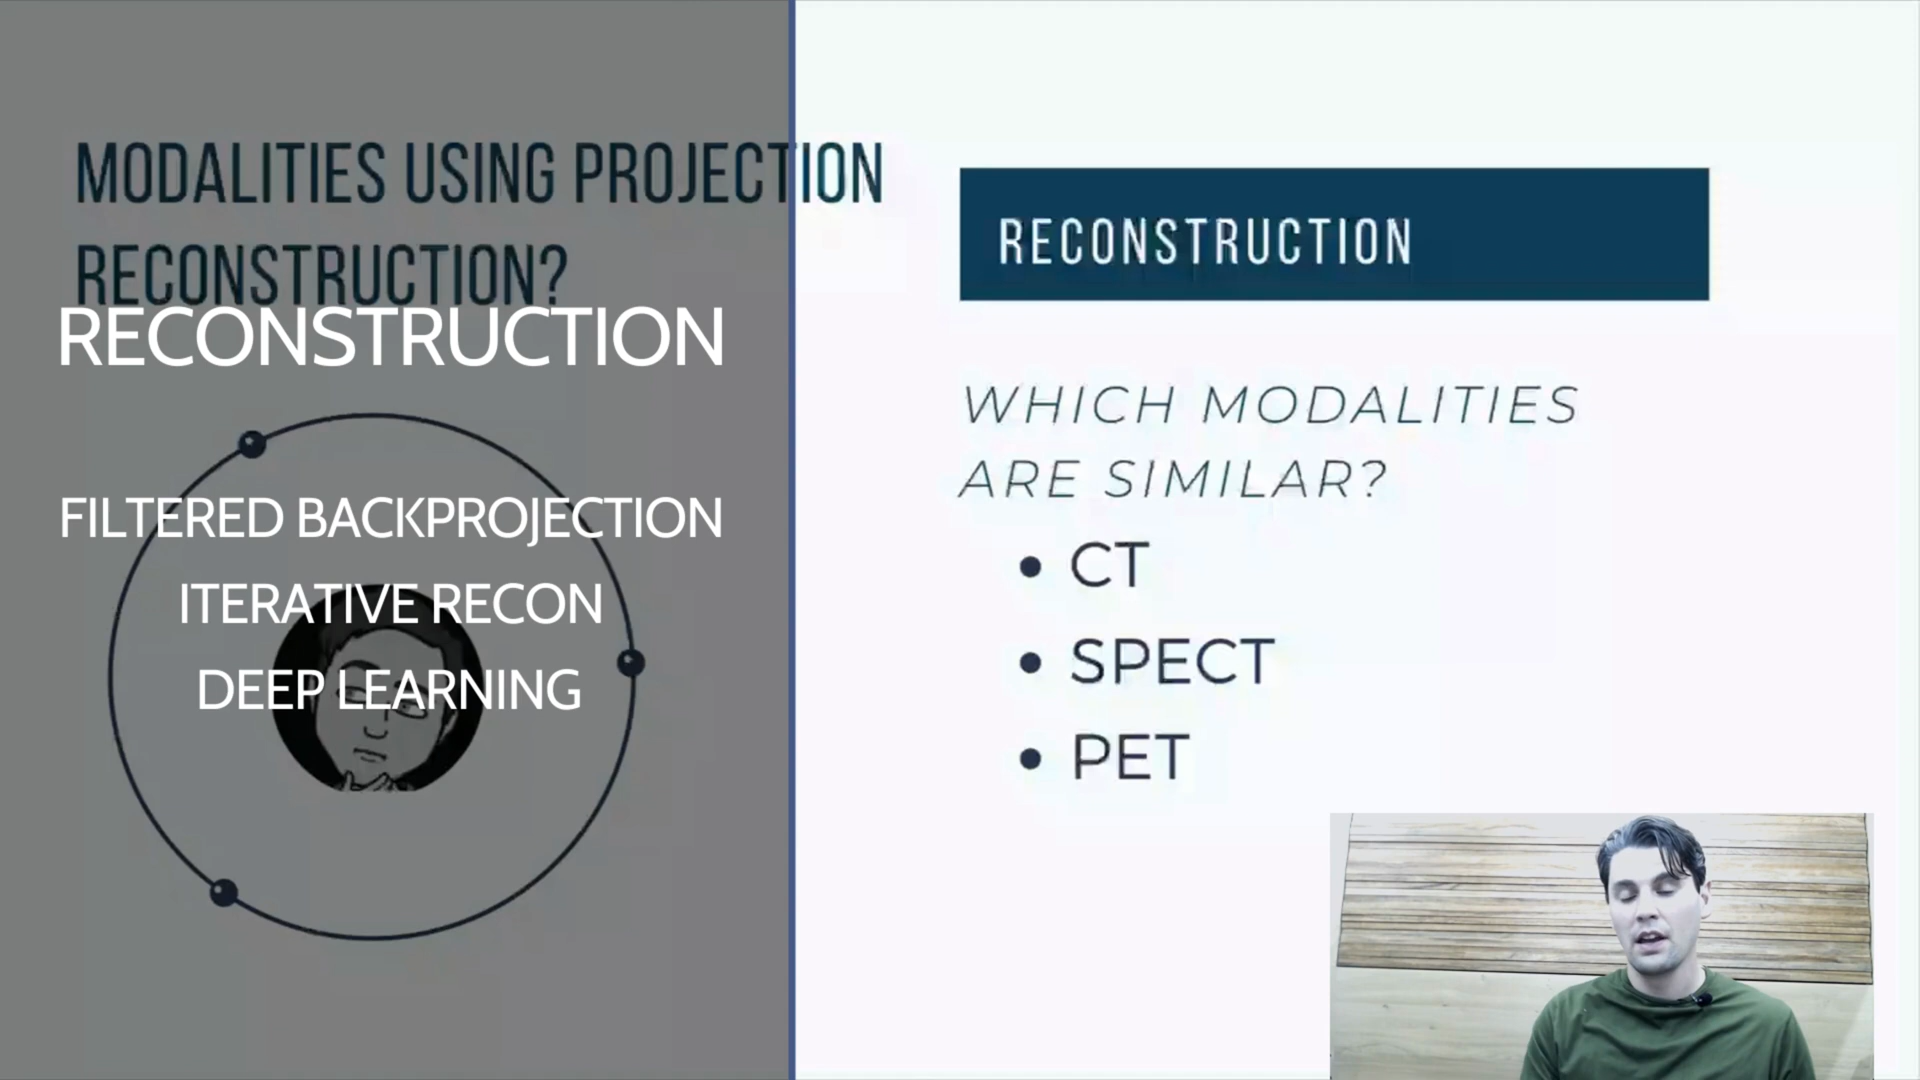 MODALITIES USING PROJECTION
RECONSTRUCTION?
RECONSTRUCTION
FILTERED BACKPROJECTION
ITERATIVE RECON
DEEP LEARNING
RECONSTRUCTION
WHICH MODALITIES
ARE SIMILAR?
• CT
• SPECT
• PET